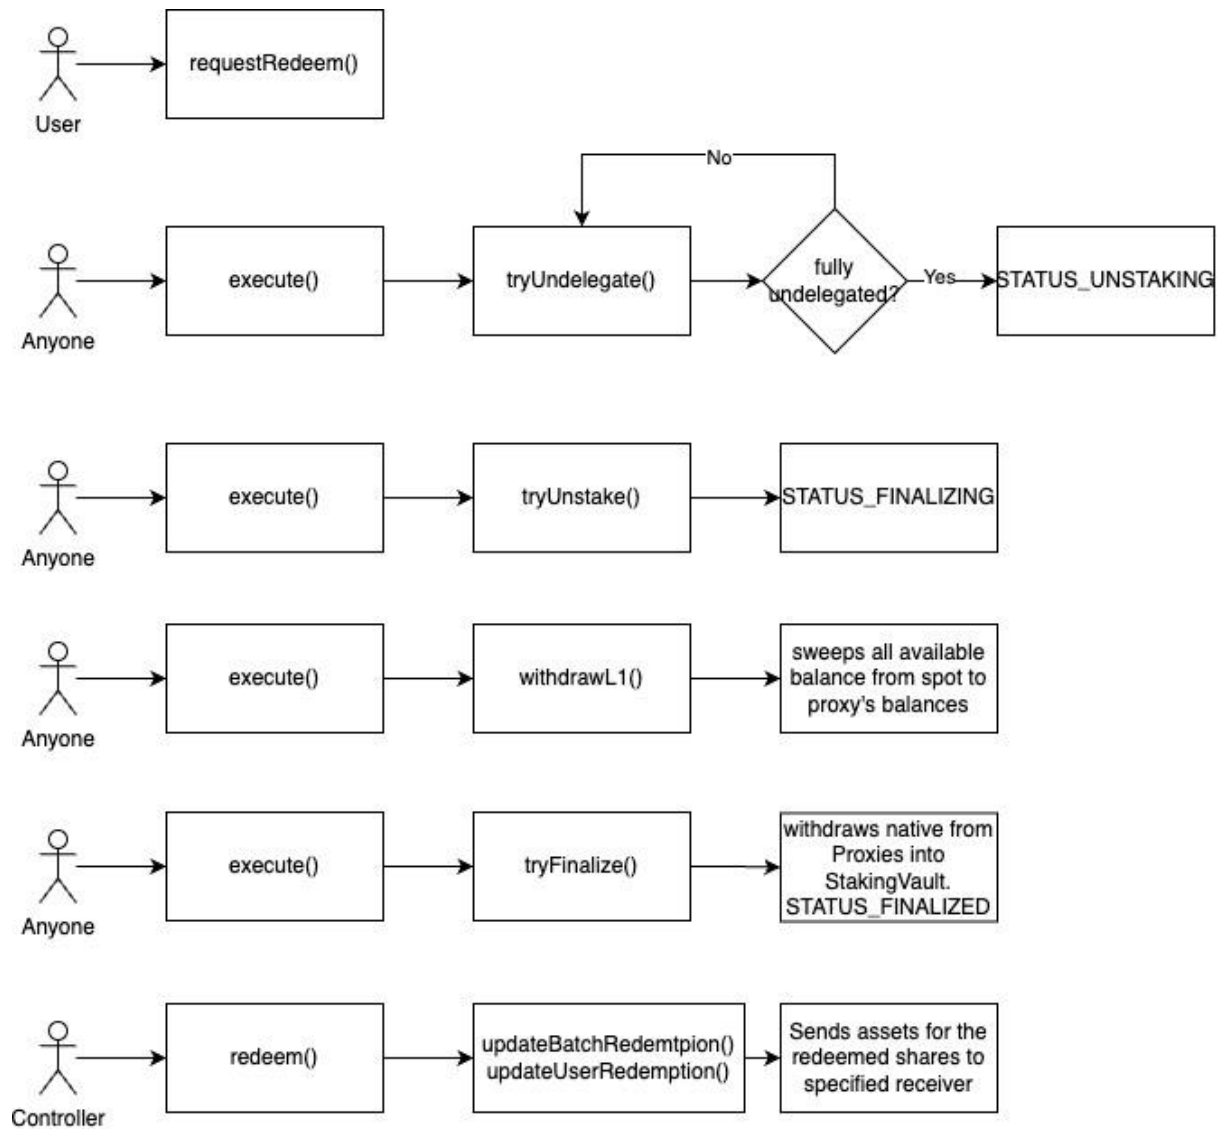 requestRedeem()
User
No
execute()
tryUndelegate()
fully
undelegated?
Yes
STATUS_UNSTAKING
Anyone
execute()
tryUnstake()
STATUS_FINALIZING
Anyone
execute()
withdrawL1()
sweeps all available
balance from spot to
proxy's balances
Anyone
execute()
tryFinalize()
withdraws native from
Proxies into
StakingVault.
STATUS_FINALIZED
Anyone
redeem()
updateBatchRedemtpion()
updateUserRedemption()
Sends assets for the
redeemed shares to
specified receiver
Controller